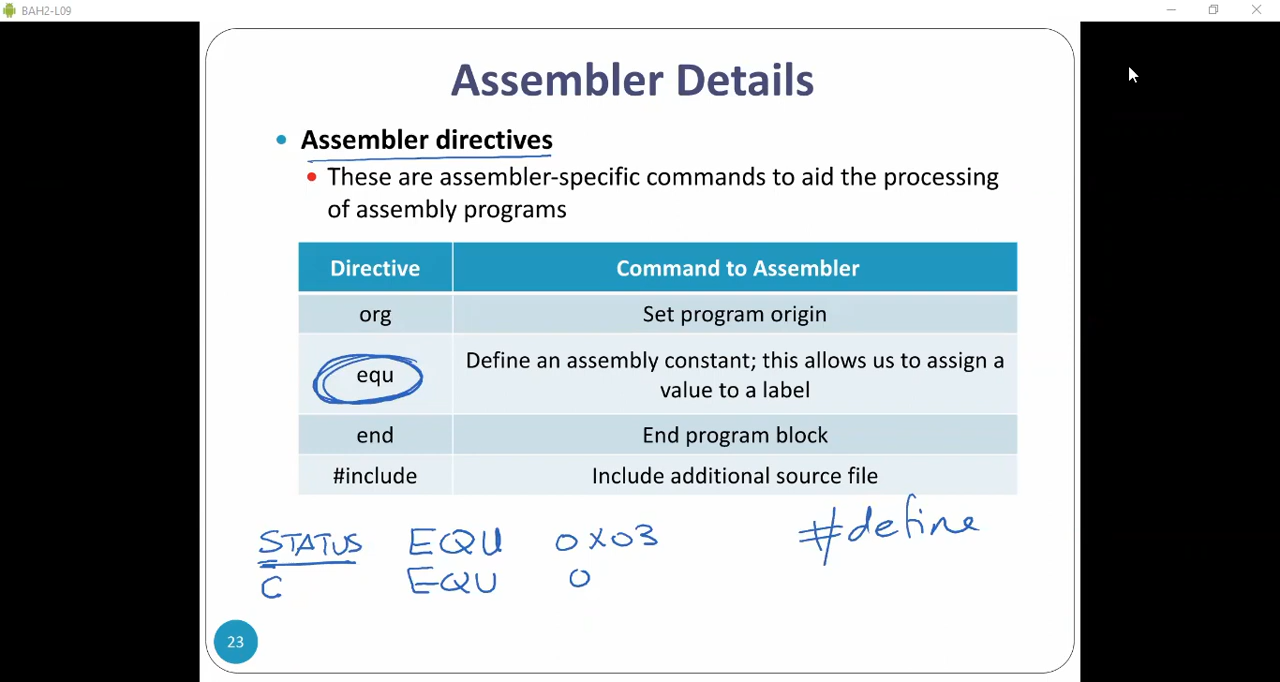 BAH2-L09
Assembler Details
• Assembler directives
• These are assembler-specific commands to aid the processing
of assembly programs
Directive Command to Assembler
org Set program origin
equ Define an assembly constant; this allows us to assign a
value to a label
end End program block
#include Include additional source file
#define
STATUS EQU 0x03
C EQU 0
23